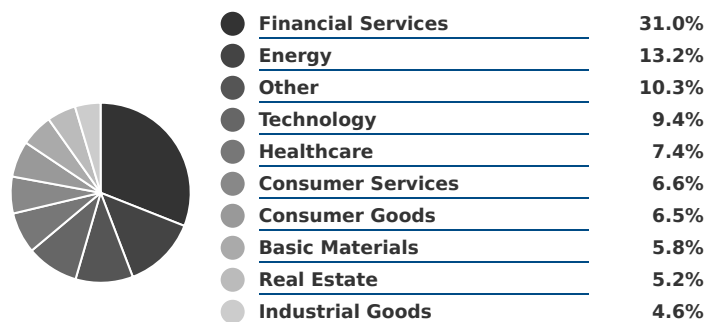 Financial Services 31.0%
Energy 13.2%
Other 10.3%
Technology 9.4%
Healthcare 7.4%
Consumer Services 6.6%
Consumer Goods 6.5%
Basic Materials 5.8%
Real Estate 5.2%
Industrial Goods 4.6%